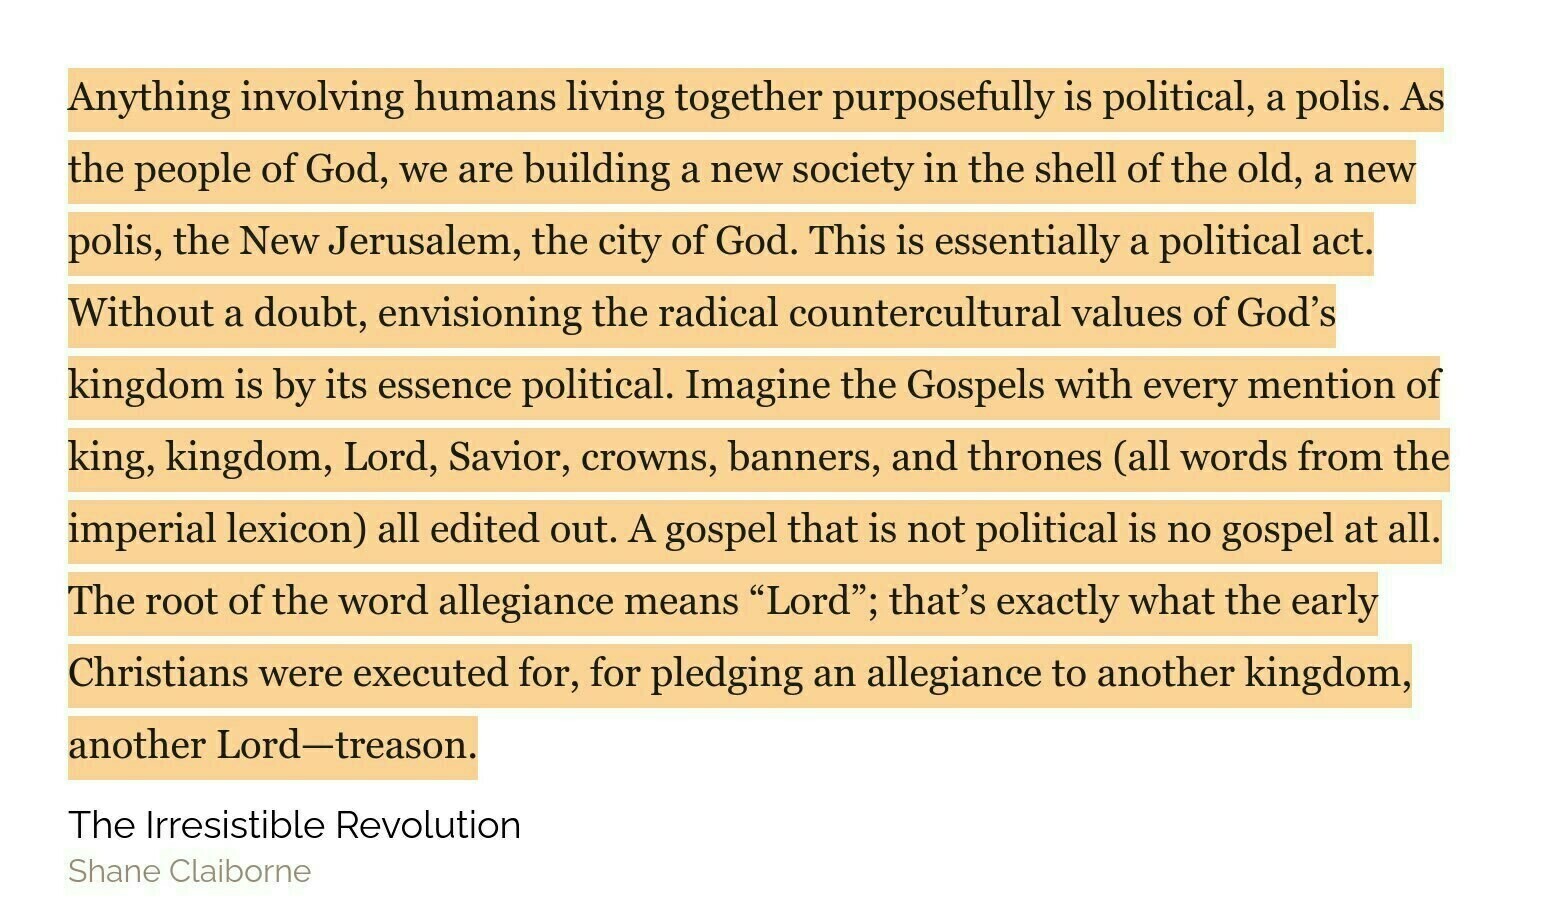 Anything involving humans living together purposefully is political, a polis. As
the people of God, we are building a new society in the shell of the old, a new
polis, the New Jerusalem, the city of God. This is essentially a political act.
Without a doubt, envisioning the radical countercultural values of God’s
kingdom is by its essence political. Imagine the Gospels with every mention of
king, kingdom, Lord, Savior, crowns, banners, and thrones (all words from the
imperial lexicon) all edited out. A gospel that is not political is no gospel at all.
The root of the word allegiance means “Lord”; that’s exactly what the early
Christians were executed for, for pledging an allegiance to another kingdom,
another Lord—treason.
The Irresistible Revolution
Shane Claiborne